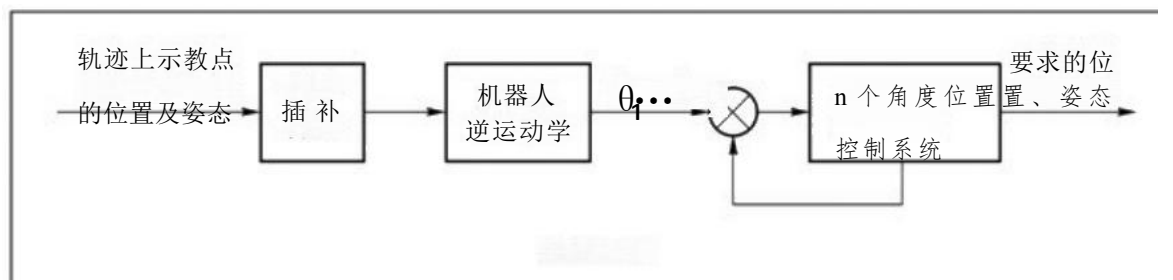 轨迹上示教点
的位置及姿态
插补
机器人
逆运动学
θ1…
n个角度位置
控制系统
要求的位
置、姿态